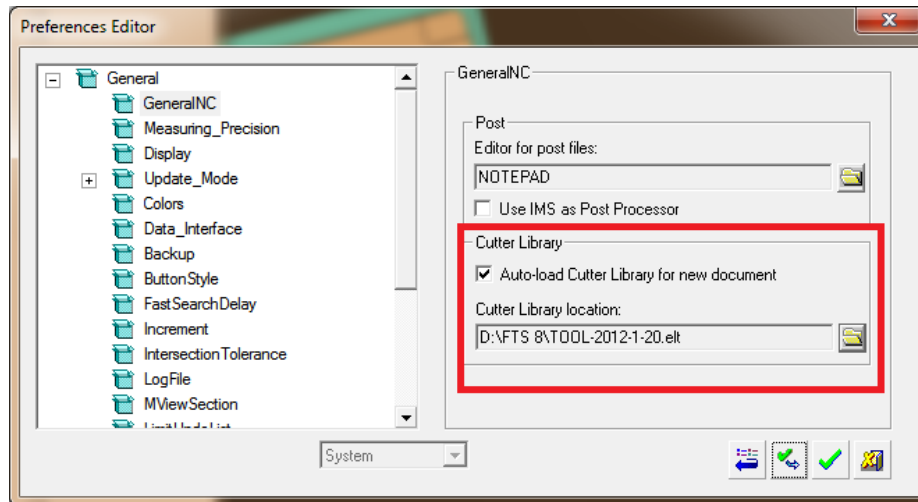 Preferences Editor
General
GeneralNC
Measuring_Precision
Display
Update_Mode
Colors
Data_Interface
Backup
ButtonStyle
FastSearchDelay
Increment
IntersectionTolerance
LogFile
MViewSection
System
GeneralNC
Post
Editor for post files:
NOTEPAD
Use IMS as Post Processor
Cutter Library
Auto-load Cutter Library for new document
Cutter Library location:
D:\FTS 8\TOOL-2012-1-20.elt